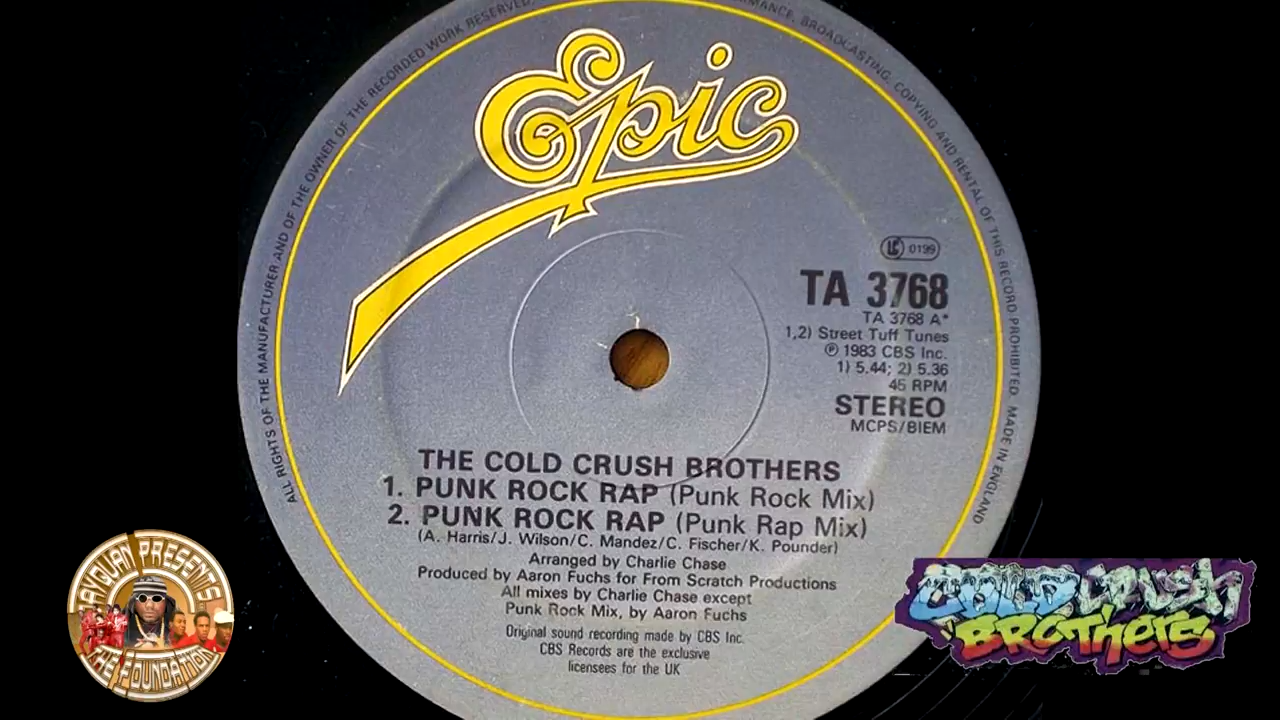 ALL RIGHTS OF THE MANUFACTURER AND OF THE OWNER OF THE RECORDED WORK RESERVED.
BROADCASTING, COPYING AND RENTAL OF THIS RECORD PROHIBITED. MADE IN ENGLAND
Epic
LC 0199
TA 3768
TA 3768 A*
1,2) Street Tuff Tunes
℗ 1983 CBS Inc.
1) 5.44; 2) 5.36
45 RPM
STEREO
MCPS/BIEM
THE COLD CRUSH BROTHERS
1. PUNK ROCK RAP (Punk Rock Mix)
2. PUNK ROCK RAP (Punk Rap Mix)
(A. Harris/J. Wilson/C. Mandez/C. Fischer/K. Pounder)
Arranged by Charlie Chase
Produced by Aaron Fuchs for From Scratch Productions
All mixes by Charlie Chase except
Punk Rock Mix, by Aaron Fuchs
Original sound recording made by CBS Inc.
CBS Records are the exclusive
licensees for the UK
JAYQUAN PRESENTS
THE FOUNDATION
COLD CRUSH
BROTHERS